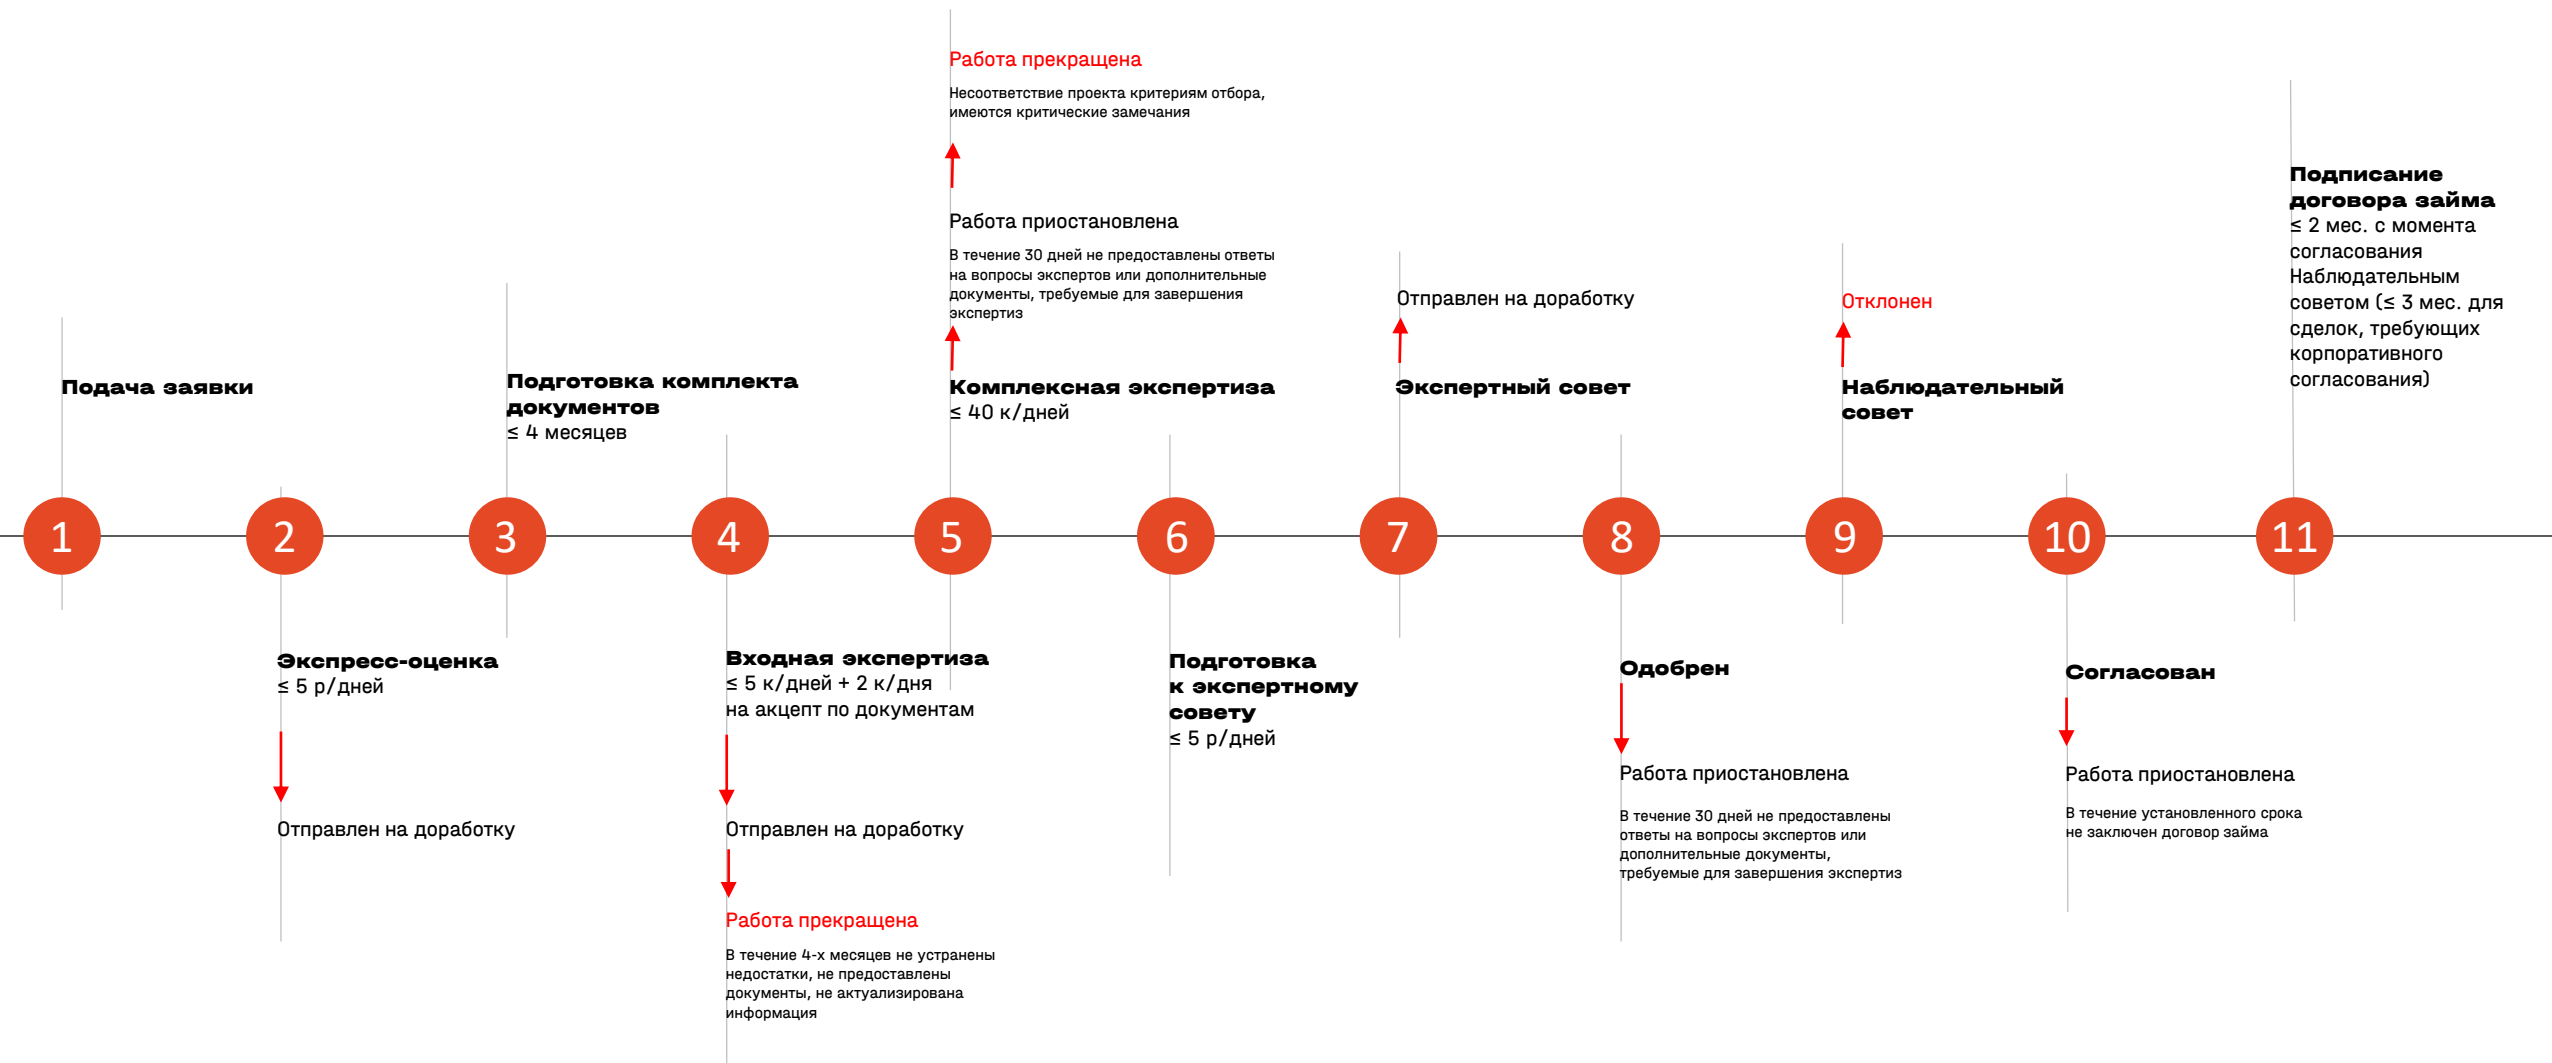 Работа прекращена
Несоответствие проекта критериям отбора,
имеются критические замечания
Работа приостановлена
В течение 30 дней не предоставлены ответы
на вопросы экспертов или дополнительные
документы, требуемые для завершения
экспертиз
Подача заявки
Подготовка комплекта
документов
≤ 4 месяцев
Комплексная экспертиза
≤ 40 к/дней
Отправлен на доработку
Экспертный совет
Отклонен
Наблюдательный
совет
Подписание
договора займа
≤ 2 мес. с момента
согласования
Наблюдательным
советом (≤ 3 мес. для
сделок, требующих
корпоративного
согласования)
1
2
3
4
5
6
7
8
9
10
11
Экспресс-оценка
≤ 5 р/дней
Отправлен на доработку
Входная экспертиза
≤ 5 к/дней + 2 к/дня
на акцепт по документам
Отправлен на доработку
Работа прекращена
В течение 4-х месяцев не устранены
недостатки, не предоставлены
документы, не актуализирована
информация
Подготовка
к экспертному
совету
≤ 5 р/дней
Одобрен
Работа приостановлена
В течение 30 дней не предоставлены
ответы на вопросы экспертов или
дополнительные документы,
требуемые для завершения экспертиз
Согласован
Работа приостановлена
В течение установленного срока
не заключен договор займа